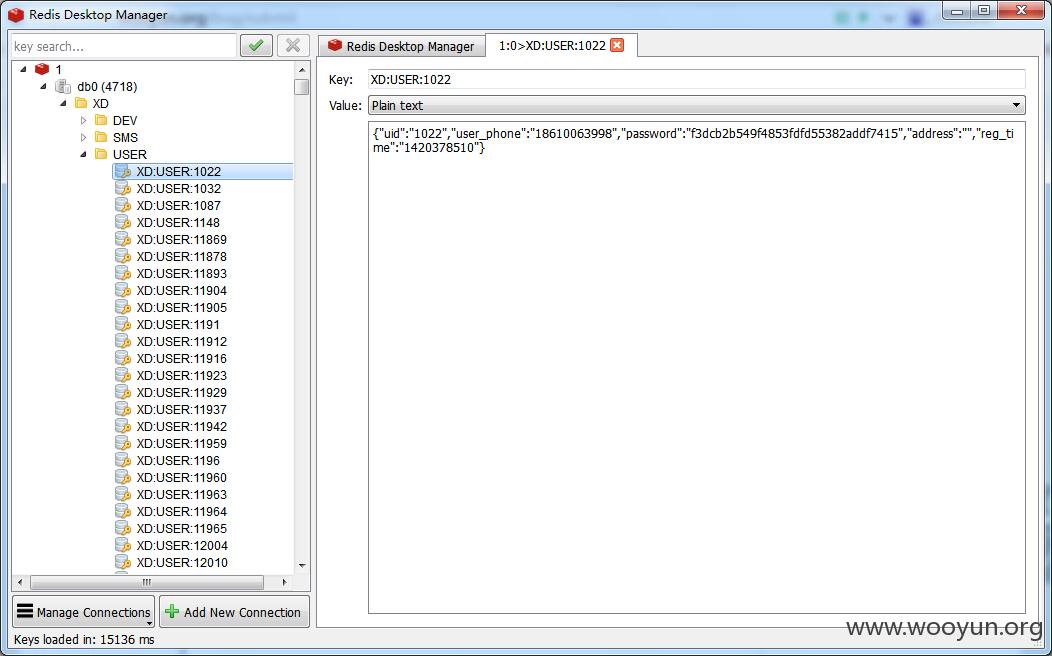 Redis Desktop Manager
key search...
1
db0 (4718)
XD
DEV
SMS
USER
XD:USER:1022
XD:USER:1032
XD:USER:1087
XD:USER:1148
XD:USER:11869
XD:USER:11878
XD:USER:11893
XD:USER:11904
XD:USER:11905
XD:USER:1191
XD:USER:11912
XD:USER:11916
XD:USER:11923
XD:USER:11929
XD:USER:11937
XD:USER:11942
XD:USER:11959
XD:USER:1196
XD:USER:11960
XD:USER:11963
XD:USER:11964
XD:USER:11965
XD:USER:12004
XD:USER:12010
Manage Connections
Add New Connection
Keys loaded in: 15136 ms
Redis Desktop Manager
1:0>XD:USER:1022
Key: XD:USER:1022
Value: Plain text
{"uid":"1022","user_phone":"18610063998","password":"f3dcb2b549f4853fdfd55382addf7415","address":"","reg_ti
me":"1420378510"}
www.wooyun.org